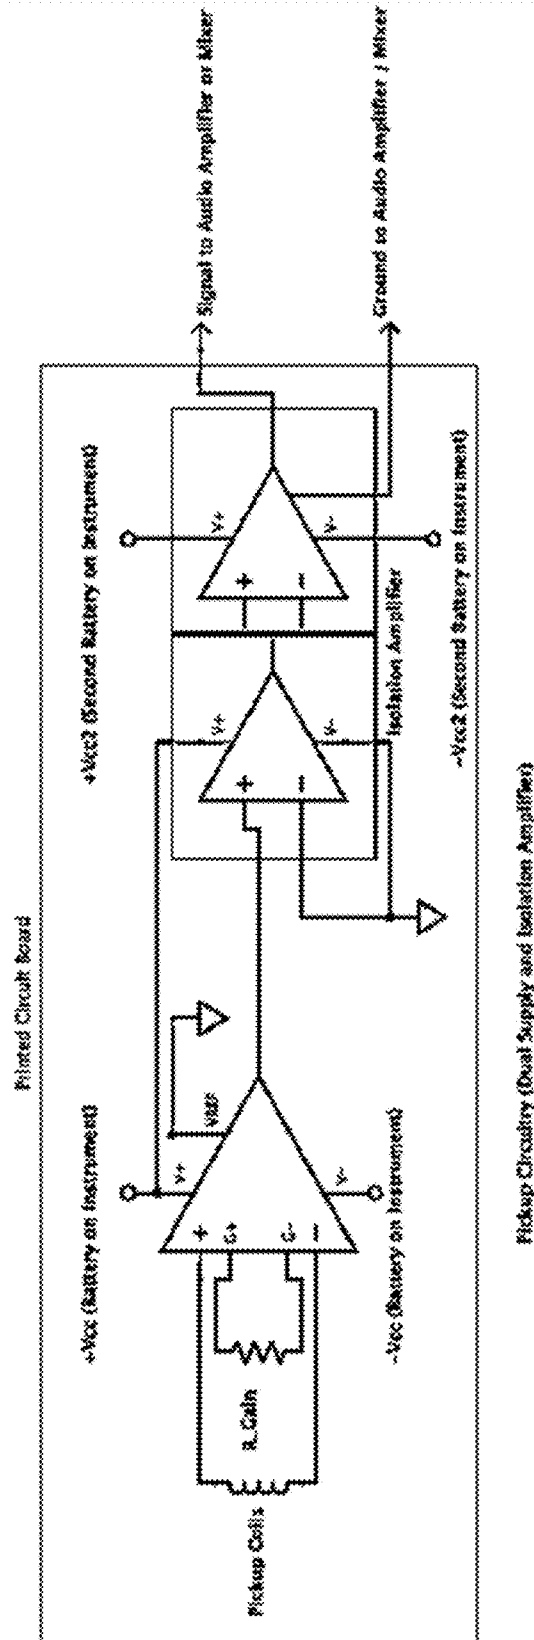 Printed Circuit Board
+Vcc (Battery on Instrument)
+Vcc2 (Second Battery on Instrument)
Signal to Audio Amplifier or Mixer
V+
VREF
V+
V+
Pickup Coils
R_Gain
+
G+
G-
−
+
−
+
−
V-
V-
V-
Isolation Amplifier
Ground to Audio Amplifier / Mixer
-Vcc (Battery on Instrument)
-Vcc2 (Second Battery on Instrument)
Pickup Circuitry (Dual Supply and Isolation Amplifier)